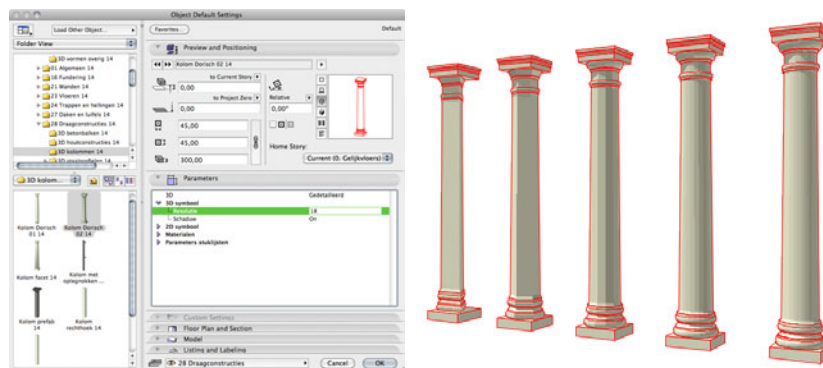 Object Default Settings
Load Other Object...
Folder View
3D vormen overig 14
01 Algemeen 14
16 Fundering 14
21 Wanden 14
23 Vloeren 14
24 Trappen en hellingen 14
27 Daken en luifels 14
28 Draagconstructies 14
3D betonbalken 14
3D houtconstructies 14
3D kolommen 14
3D kolom...
Kolom Dorisch 01 14
Kolom Dorisch 02 14
Kolom facet 14
Kolom met oplegnokken ...
Kolom prefab 14
Kolom rechthoek 14
Favorites...
Default
Preview and Positioning
Kolom Dorisch 02 14
to Current Story
0,00
to Project Zero
0,00
45,00
45,00
300,00
Relative
0,00°
Home Story:
Current (0. Gelijkvloers)
Parameters
3D
Gedetailleerd
3D symbool
Resolutie
18
Schaduw
On
2D symbool
Materialen
Parameters stuklijsten
Custom Settings
Floor Plan and Section
Model
Listing and Labeling
28 Draagconstructies
Cancel
OK